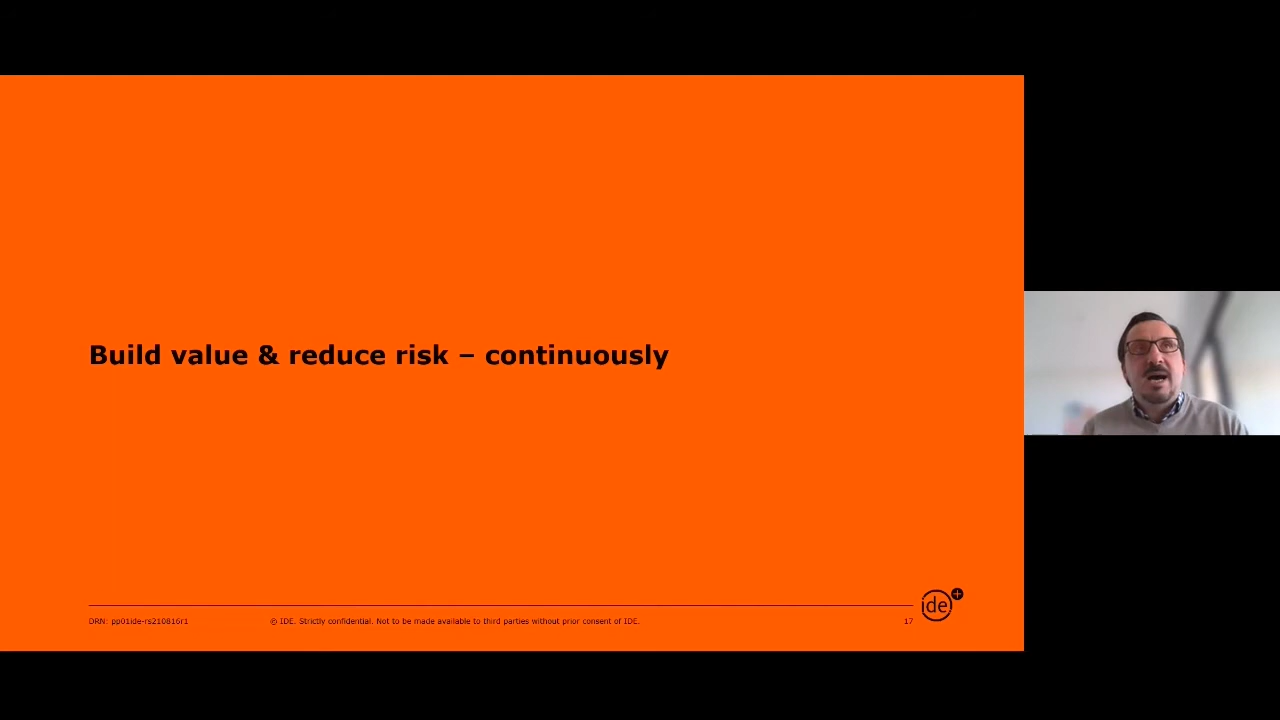 Build value & reduce risk – continuously
ide+
DRN: pp01ide-rs210816r1
© IDE. Strictly confidential. Not to be made available to third parties without prior consent of IDE.
17